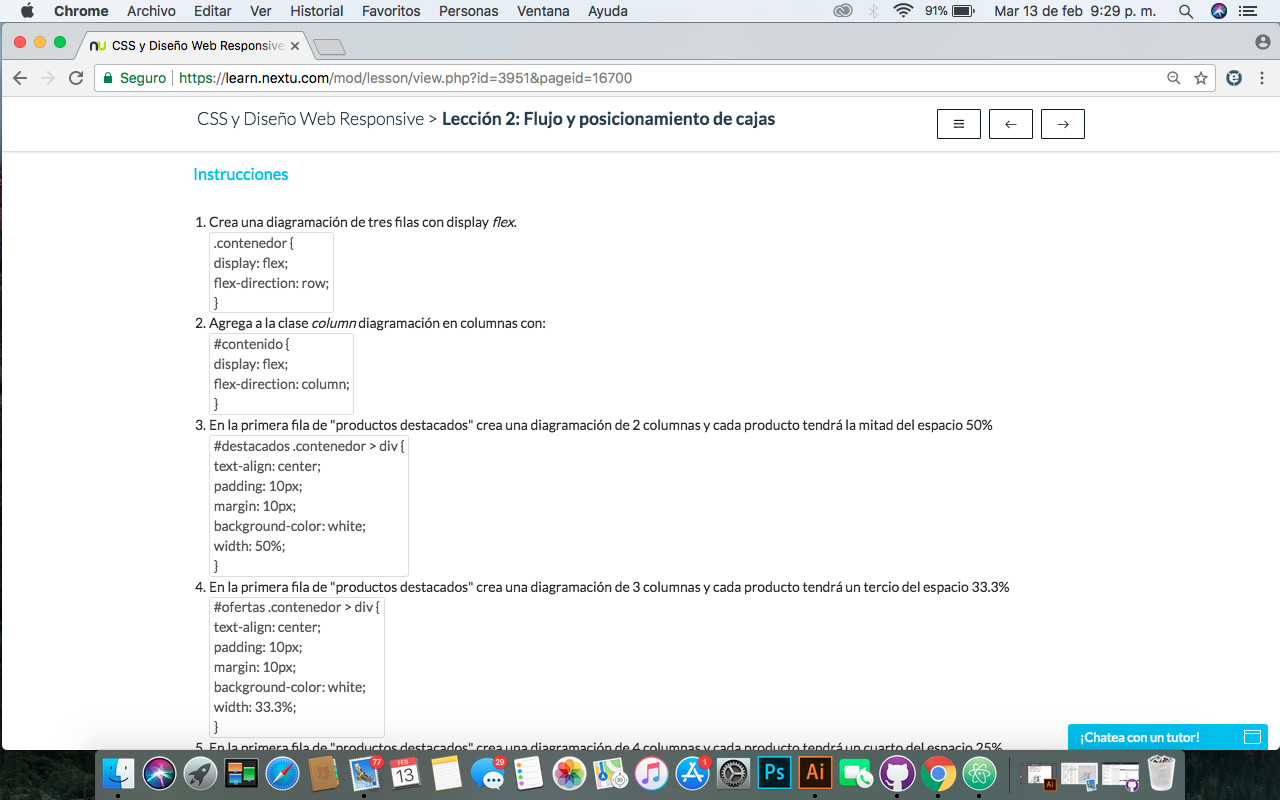 Chrome Archivo Editar Ver Historial Favoritos Personas Ventana Ayuda 91% Mar 13 de feb 9:29 p. m.
CSS y Diseño Web Responsive
Seguro https://learn.nextu.com/mod/lesson/view.php?id=3951&pageid=16700
CSS y Diseño Web Responsive > Lección 2: Flujo y posicionamiento de cajas
Instrucciones
1. Crea una diagramación de tres filas con display flex.
.contenedor {
display: flex;
flex-direction: row;
}
2. Agrega a la clase column diagramación en columnas con:
#contenido {
display: flex;
flex-direction: column;
}
3. En la primera fila de "productos destacados" crea una diagramación de 2 columnas y cada producto tendrá la mitad del espacio 50%
#destacados .contenedor > div {
text-align: center;
padding: 10px;
margin: 10px;
background-color: white;
width: 50%;
}
4. En la primera fila de "productos destacados" crea una diagramación de 3 columnas y cada producto tendrá un tercio del espacio 33.3%
#ofertas .contenedor > div {
text-align: center;
padding: 10px;
margin: 10px;
background-color: white;
width: 33.3%;
}
5. En la primera fila de "productos destacados" crea una diagramación de 4 columnas y cada producto tendrá un cuarto del espacio 25%
¡Chatea con un tutor!
77 FEB 13 29 1 Ps Ai